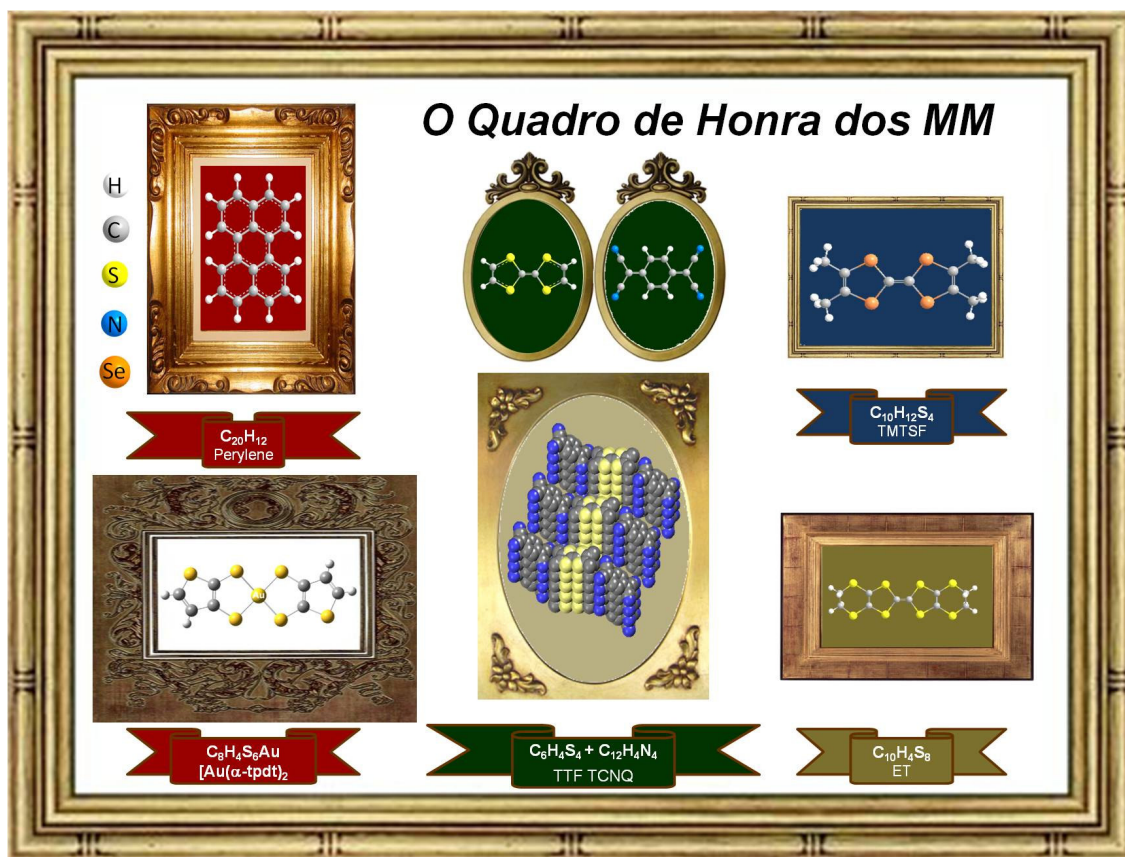 O Quadro de Honra dos MM
H
C
S
N
Se
C₂₀H₁₂
Perylene
C₁₀H₁₂S₄
TMTSF
Au
C₈H₄S₆Au
[Au(α-tpdt)₂
C₆H₄S₄ + C₁₂H₄N₄
TTF TCNQ
C₁₀H₄S₈
ET